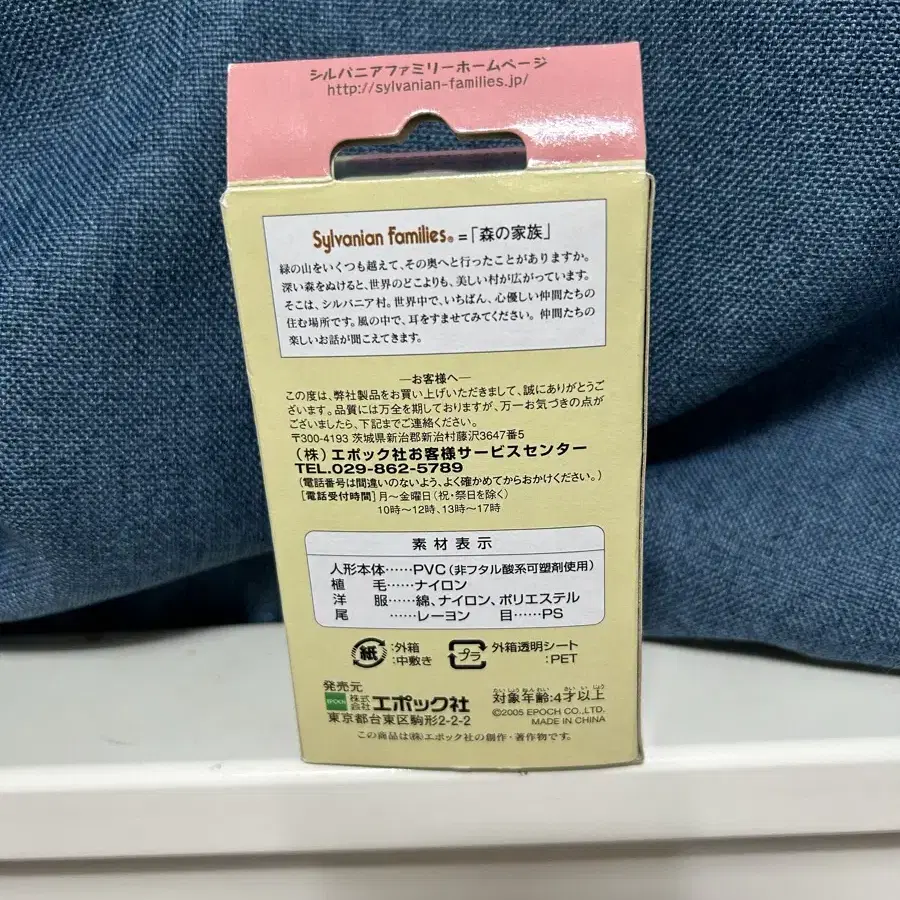 シルバニアファミリーホームページ
http://sylvanian-families.jp/
Sylvanian Families® =「森の家族」
緑の山をいくつも越えて、その奥へと行ったことがありますか。
深い森をぬけると、世界のどこよりも、美しい村が広がっています。
そこは、シルバニア村。世界中で、いちばん、心優しい仲間たちの
住む場所です。風の中で、耳をすませてみてください。仲間たちの
楽しいお話が聞こえてきます。
―お客様へ―
この度は、弊社製品をお買い上げいただきまして、誠にありがとうご
ざいます。品質には万全を期しておりますが、万一お気づきの点が
ございましたら、下記までご連絡ください。
〒300-4193 茨城県新治郡新治村藤沢3647番5
(株)エポック社お客様サービスセンター
TEL.029-862-5789
(電話番号は間違いのないよう、よく確かめてからおかけください。)
[電話受付時間]月～金曜日(祝・祭日を除く)
10時～12時、13時～17時
素材表示
人形本体……PVC(非フタル酸系可塑剤使用)
植毛……ナイロン
洋服……綿、ナイロン、ポリエステル
尾……レーヨン 目……PS
紙 :外箱 :中敷き
プラ 外箱透明シート :PET
発売元
EPOCH 株式会社 エポック社
東京都台東区駒形2-2-2
たいしょうねんれい さいいじょう
対象年齢:4才以上
©2005 EPOCH CO.,LTD.
MADE IN CHINA
この商品は(株)エポック社の創作・著作物です。